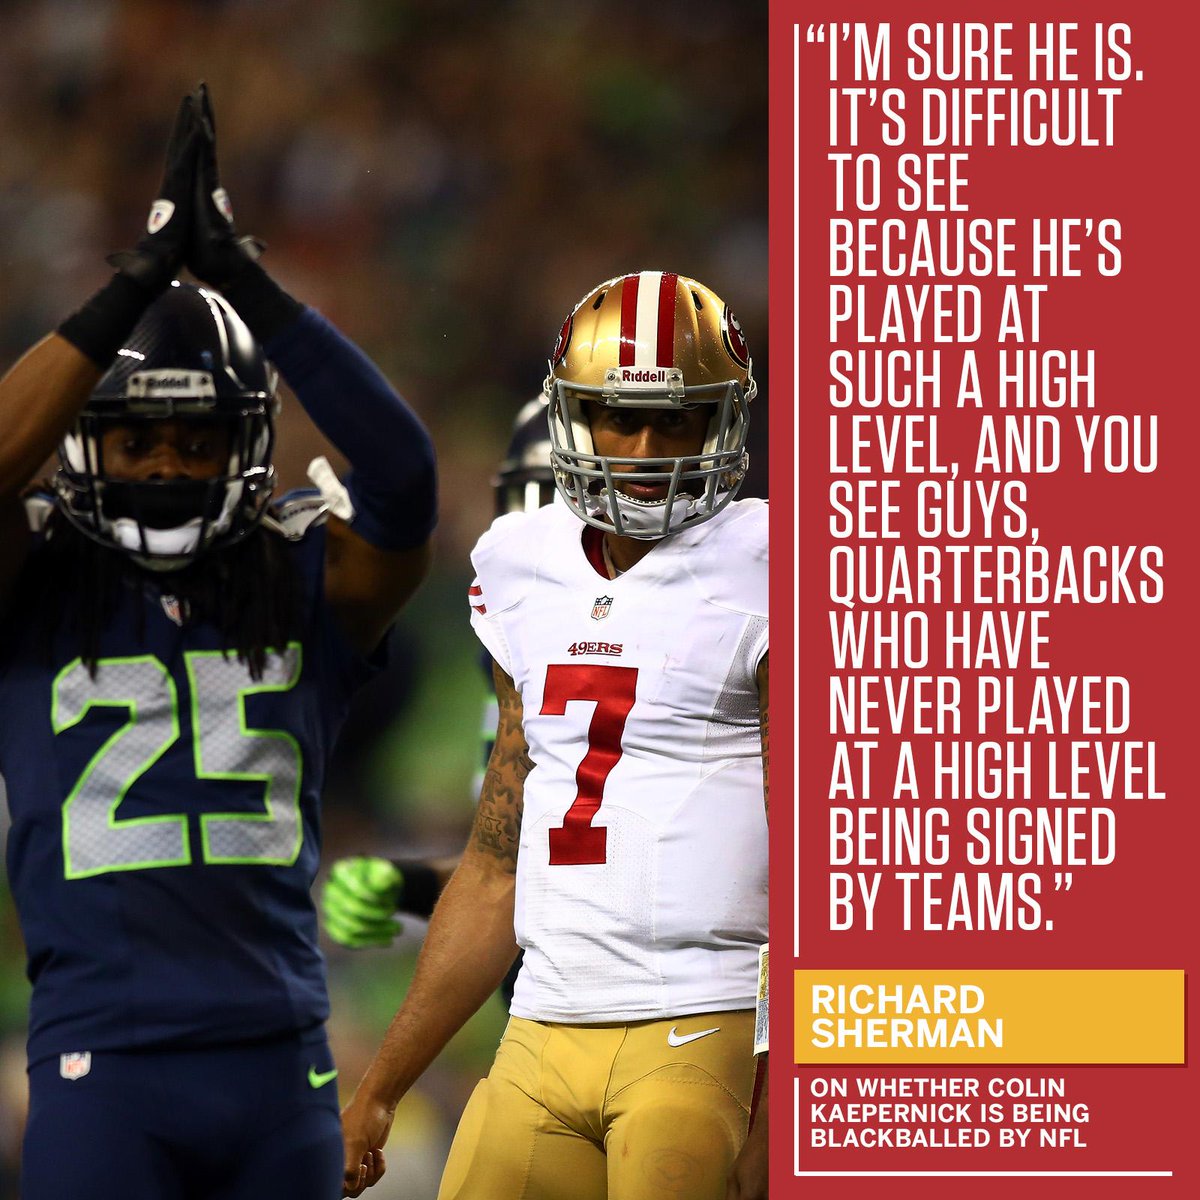 “I’M SURE HE IS.
IT’S DIFFICULT
TO SEE
BECAUSE HE’S
PLAYED AT
SUCH A HIGH
LEVEL, AND YOU
SEE GUYS,
QUARTERBACKS
WHO HAVE
NEVER PLAYED
AT A HIGH LEVEL
BEING SIGNED
BY TEAMS.”
RICHARD
SHERMAN
ON WHETHER COLIN
KAEPERNICK IS BEING
BLACKBALLED BY NFL
Riddell
25
Riddell
NFL
49ERS
7